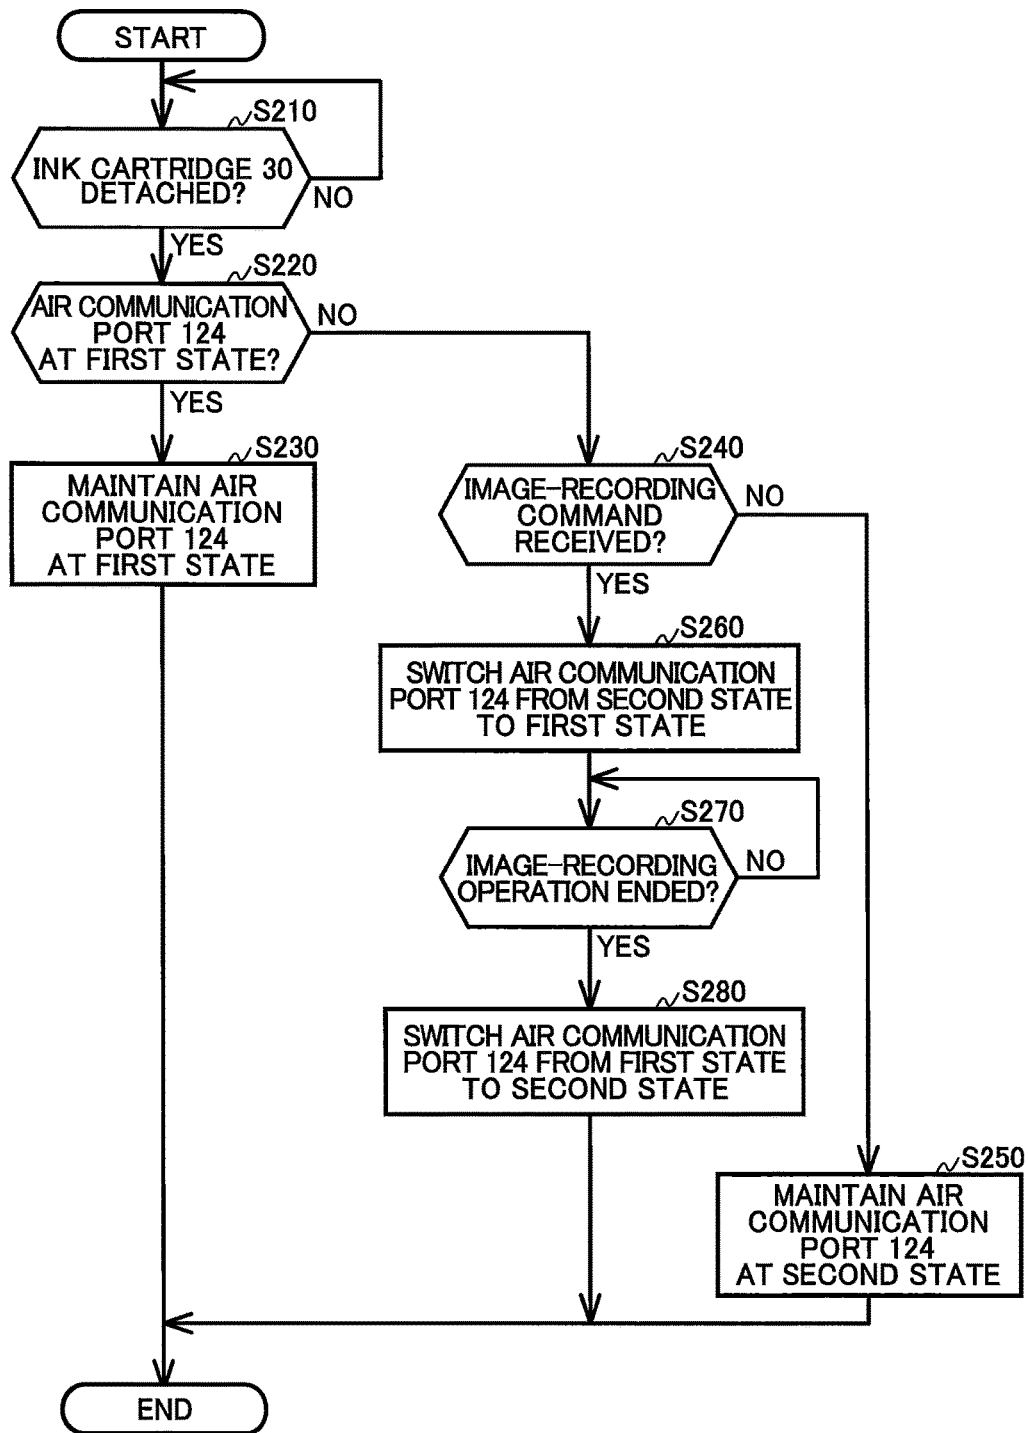 START
S210
INK CARTRIDGE 30
DETACHED?
NO
YES
S220
AIR COMMUNICATION
PORT 124
AT FIRST STATE?
NO
YES
S230
MAINTAIN AIR
COMMUNICATION
PORT 124
AT FIRST STATE
S240
IMAGE-RECORDING
COMMAND
RECEIVED?
NO
YES
S260
SWITCH AIR COMMUNICATION
PORT 124 FROM SECOND STATE
TO FIRST STATE
S270
IMAGE-RECORDING
OPERATION ENDED?
NO
YES
S280
SWITCH AIR COMMUNICATION
PORT 124 FROM FIRST STATE
TO SECOND STATE
S250
MAINTAIN AIR
COMMUNICATION
PORT 124
AT SECOND STATE
END